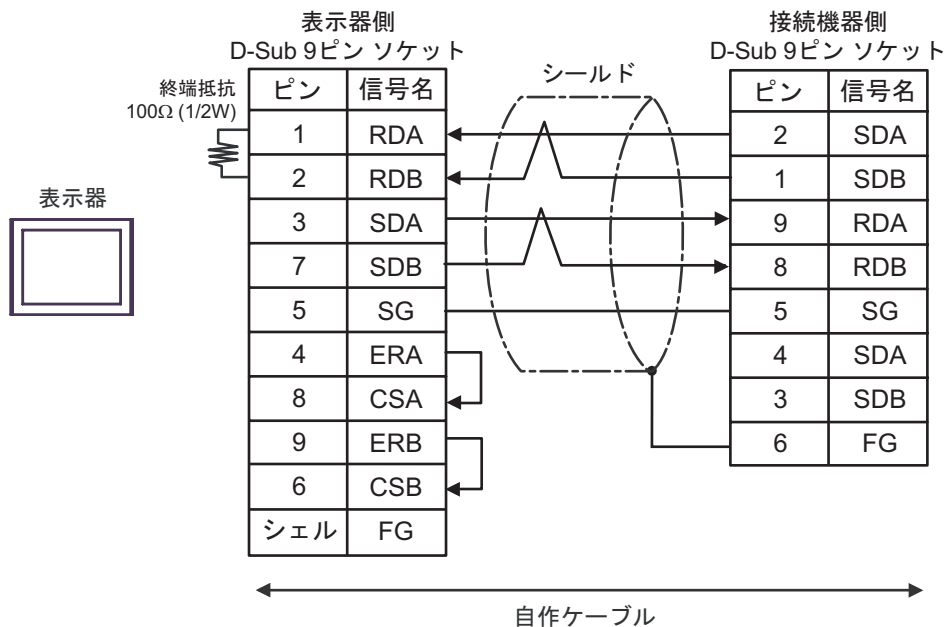 表示器側
D-Sub 9ピン ソケット
接続機器側
D-Sub 9ピン ソケット
終端抵抗
100Ω (1/2W)
シールド
表示器
ピン 信号名
1 RDA
2 RDB
3 SDA
7 SDB
5 SG
4 ERA
8 CSA
9 ERB
6 CSB
シェル FG
ピン 信号名
2 SDA
1 SDB
9 RDA
8 RDB
5 SG
4 SDA
3 SDB
6 FG
自作ケーブル